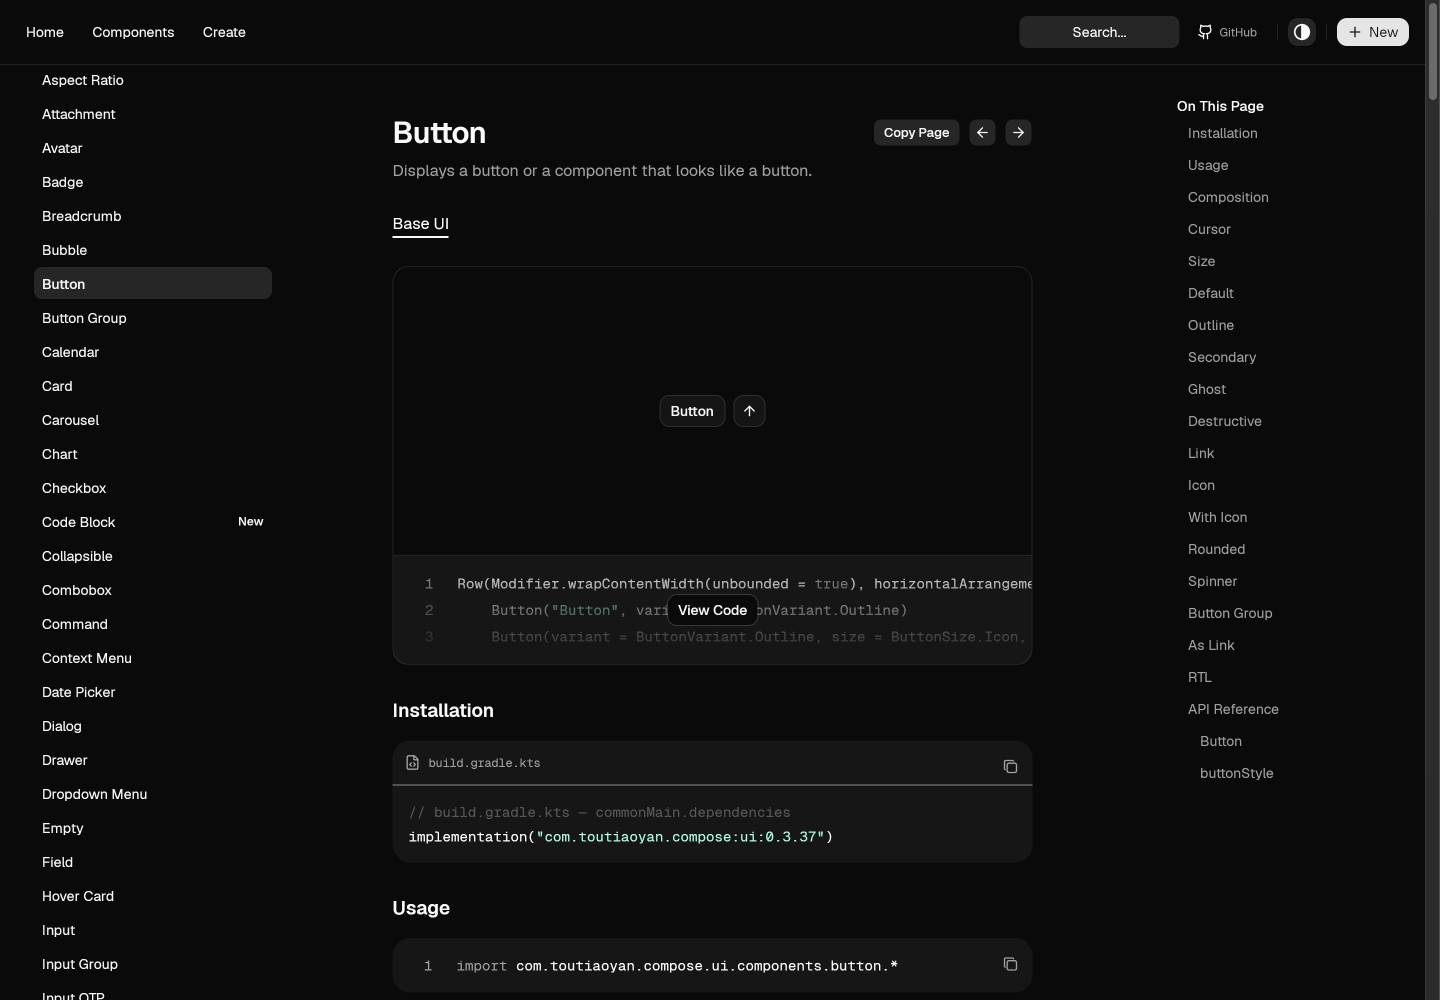 Home
Components
Create
Search...
GitHub
New
Aspect Ratio
Attachment
Avatar
Badge
Breadcrumb
Bubble
Button
Button Group
Calendar
Card
Carousel
Chart
Checkbox
Code Block New
Collapsible
Combobox
Command
Context Menu
Date Picker
Dialog
Drawer
Dropdown Menu
Empty
Field
Hover Card
Input
Input Group
Input OTP
Button
Copy Page
Displays a button or a component that looks like a button.
Base UI
Button
1 Row(Modifier.wrapContentWidth(unbounded = true), horizontalArrangeme
2 Button("Button", vari onVariant.Outline)
View Code
3 Button(variant = ButtonVariant.Outline, size = ButtonSize.Icon,
Installation
build.gradle.kts
// build.gradle.kts — commonMain.dependencies
implementation("com.toutiaoyan.compose:ui:0.3.37")
Usage
1 import com.toutiaoyan.compose.ui.components.button.*
On This Page
Installation
Usage
Composition
Cursor
Size
Default
Outline
Secondary
Ghost
Destructive
Link
Icon
With Icon
Rounded
Spinner
Button Group
As Link
RTL
API Reference
Button
buttonStyle